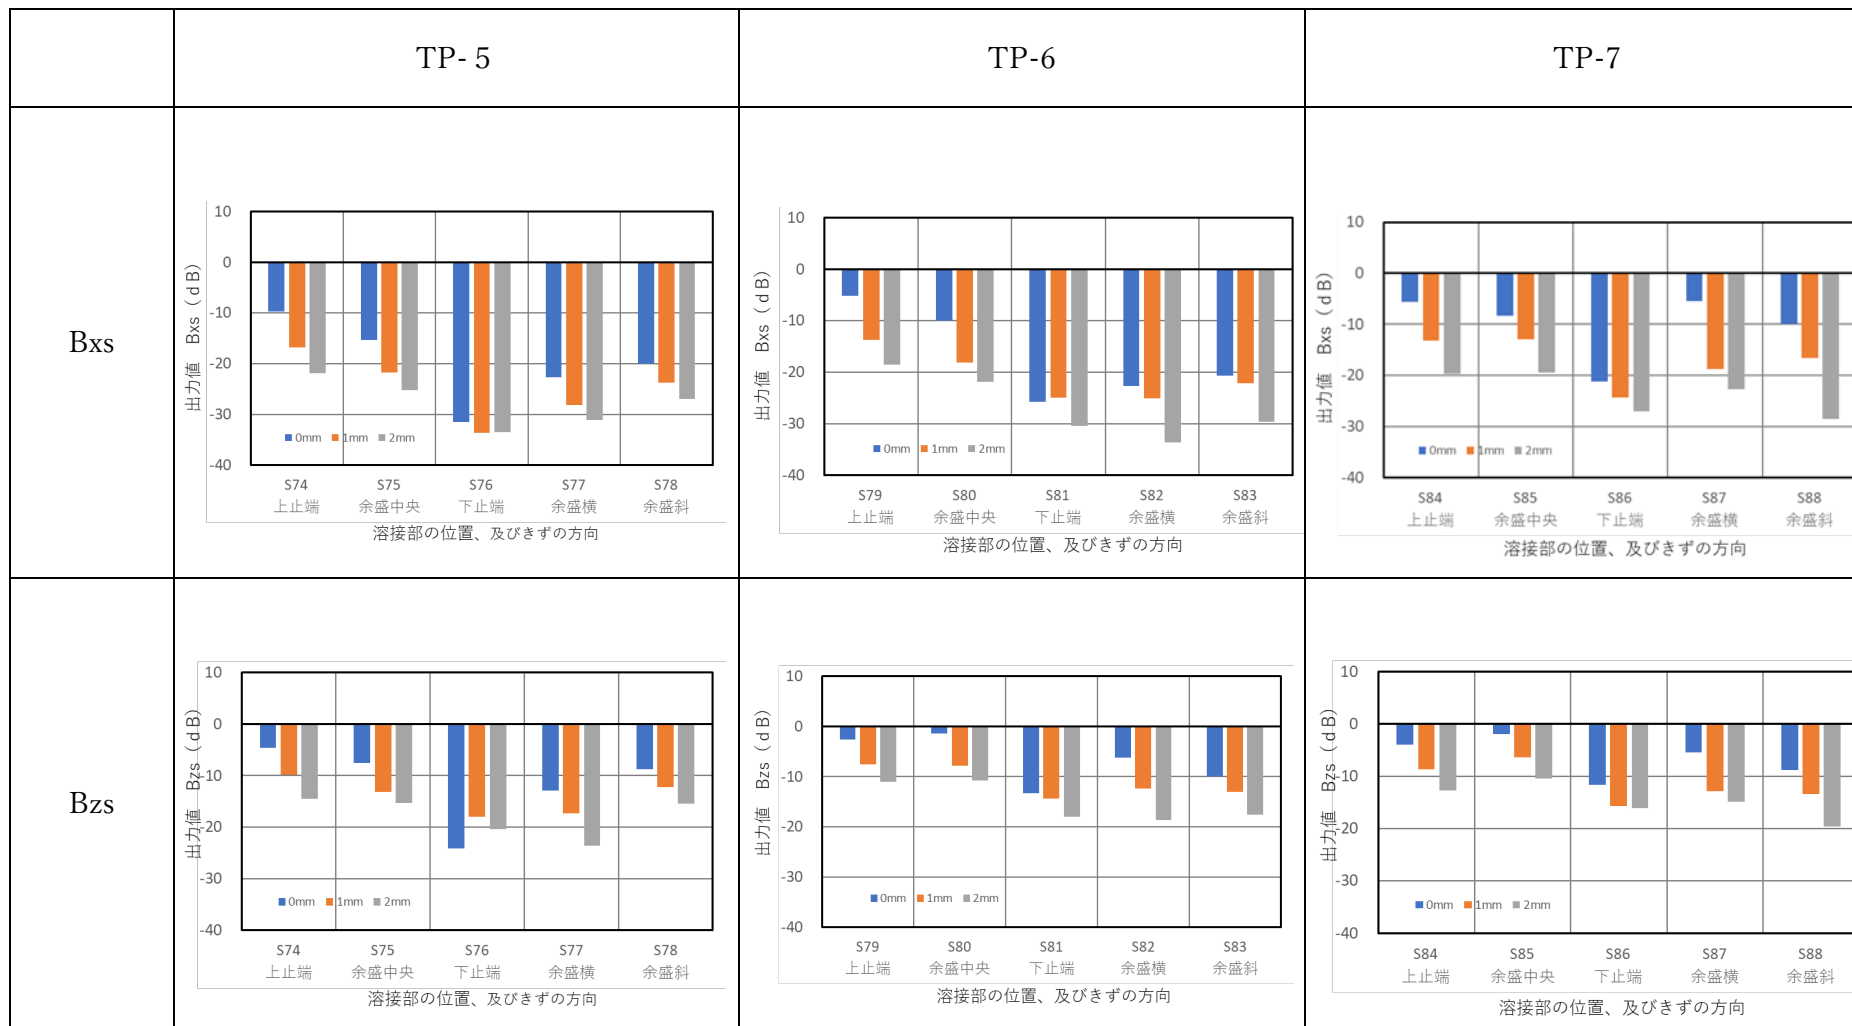 TP- 5
TP-6
TP-7
Bxs
出力値 Bxs（ｄB）
10
0
-10
-20
-30
-40
0mm 1mm 2mm
S74 S75 S76 S77 S78
上止端 余盛中央 下止端 余盛横 余盛斜
溶接部の位置、及びきずの方向
出力値 Bxs（ｄB）
10
0
-10
-20
-30
-40
0mm 1mm 2mm
S79 S80 S81 S82 S83
上止端 余盛中央 下止端 余盛横 余盛斜
溶接部の位置、及びきずの方向
出力値 Bxs（ｄB）
10
0
-10
-20
-30
-40
0mm 1mm 2mm
S84 S85 S86 S87 S88
上止端 余盛中央 下止端 余盛横 余盛斜
溶接部の位置、及びきずの方向
Bzs
出力値 Bzs（ｄB）
10
0
-10
-20
-30
-40
0mm 1mm 2mm
S74 S75 S76 S77 S78
上止端 余盛中央 下止端 余盛横 余盛斜
溶接部の位置、及びきずの方向
出力値 Bzs（ｄB）
10
0
-10
-20
-30
-40
0mm 1mm 2mm
S79 S80 S81 S82 S83
上止端 余盛中央 下止端 余盛横 余盛斜
溶接部の位置、及びきずの方向
出力値 Bzs（ｄB）
10
0
-10
-20
-30
-40
0mm 1mm 2mm
S84 S85 S86 S87 S88
上止端 余盛中央 下止端 余盛横 余盛斜
溶接部の位置、及びきずの方向